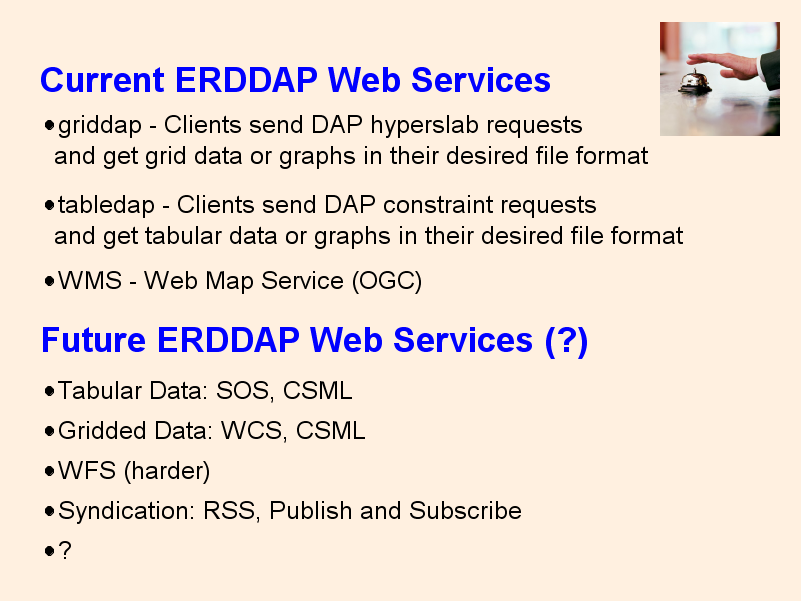 Current ERDDAP Web Services
•griddap - Clients send DAP hyperslab requests
and get grid data or graphs in their desired file format
•tabledap - Clients send DAP constraint requests
and get tabular data or graphs in their desired file format
•WMS - Web Map Service (OGC)
Future ERDDAP Web Services (?)
•Tabular Data: SOS, CSML
•Gridded Data: WCS, CSML
•WFS (harder)
•Syndication: RSS, Publish and Subscribe
•?